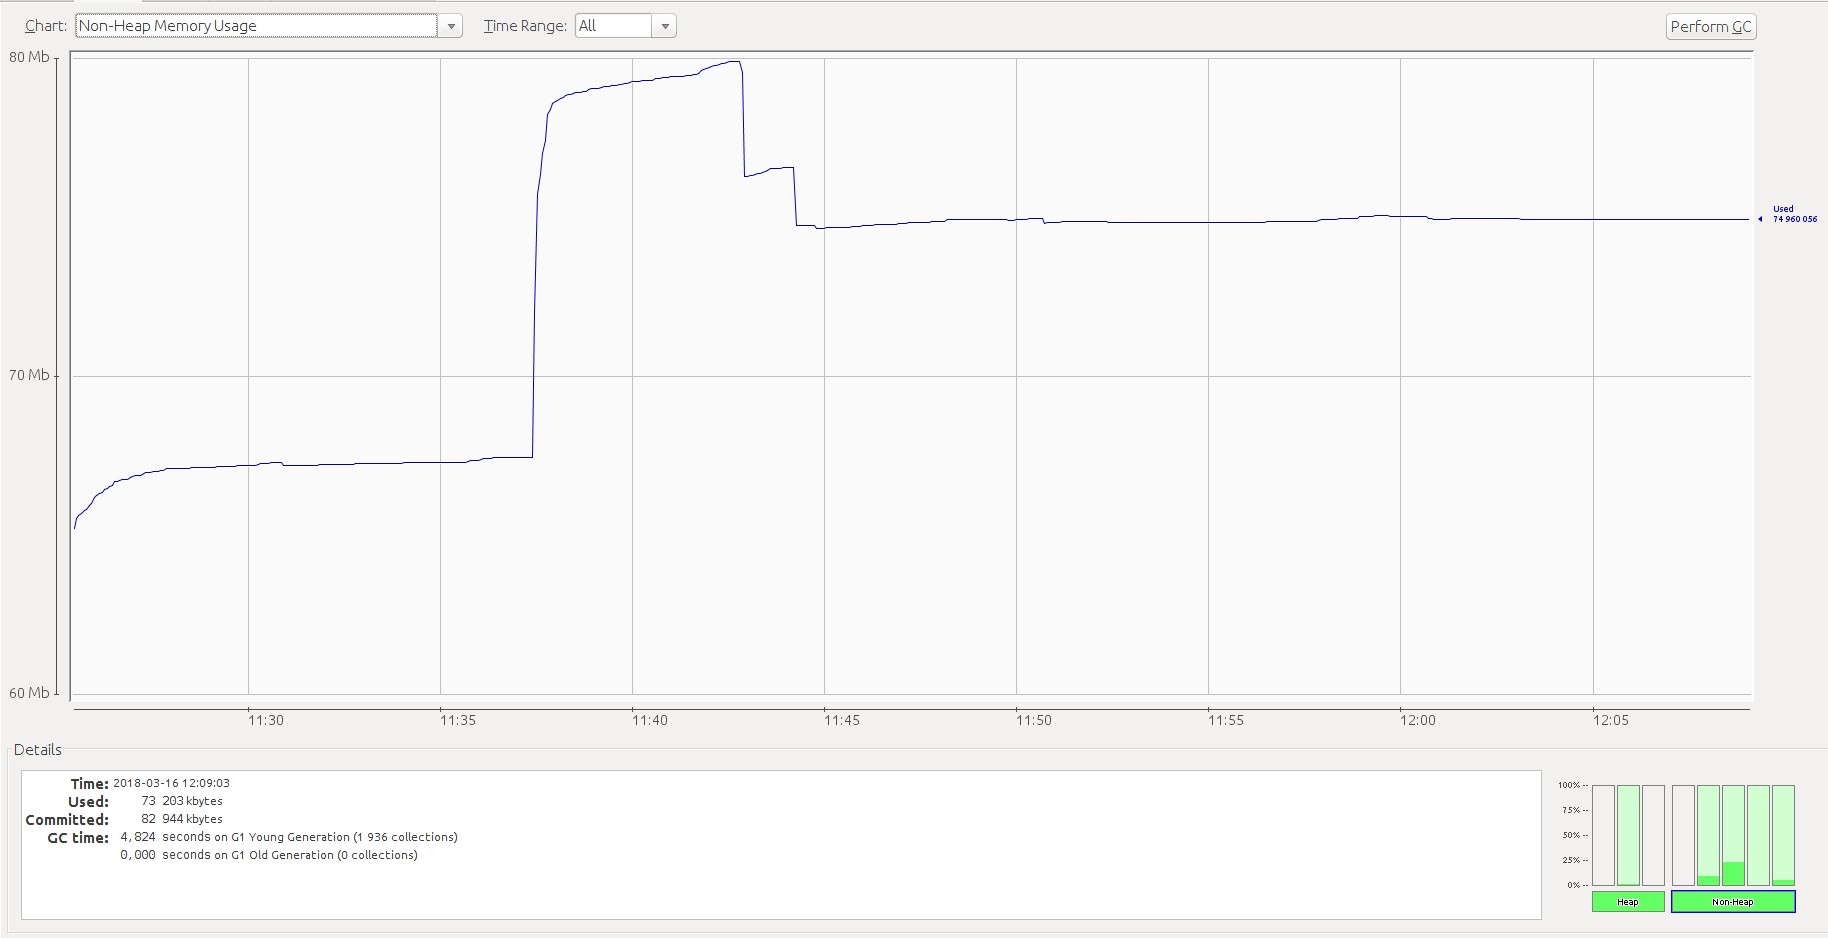 Chart: Non-Heap Memory Usage Time Range: All Perform GC
80 Mb
70 Mb
60 Mb
Used
74 960 056
11:30 11:35 11:40 11:45 11:50 11:55 12:00 12:05
Details
Time: 2018-03-16 12:09:03
Used: 73 203 kbytes
Committed: 82 944 kbytes
GC time: 4,824 seconds on G1 Young Generation (1 936 collections)
0,000 seconds on G1 Old Generation (0 collections)
100% --
75% --
50% --
25% --
0% --
Heap Non-Heap